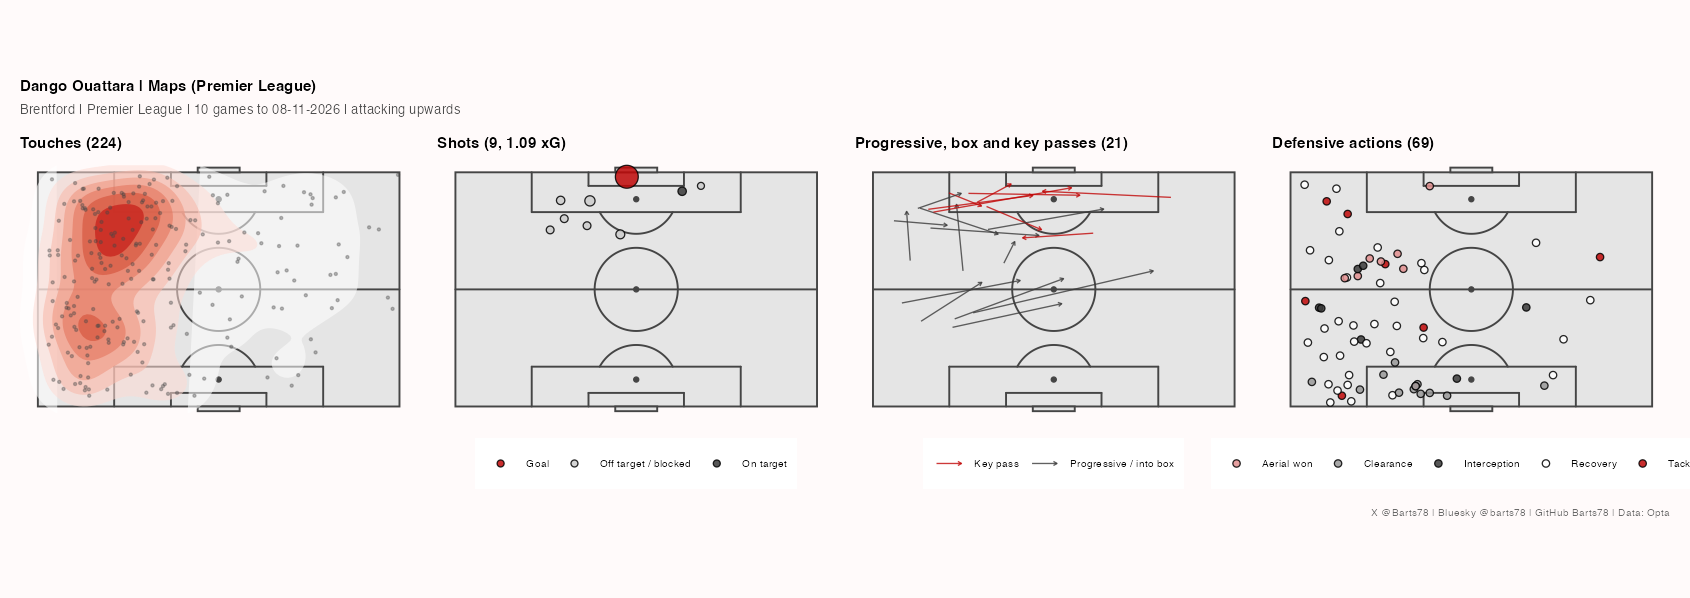 Dango Ouattara | Maps (Premier League)
Brentford | Premier League | 10 games to 08-11-2026 | attacking upwards
Touches (224)
Shots (9, 1.09 xG)
Progressive, box and key passes (21)
Defensive actions (69)
Goal
Off target / blocked
On target
Key pass
Progressive / into box
Aerial won
Clearance
Interception
Recovery
Tack
X @Barts78 | Bluesky @barts78 | GitHub Barts78 | Data: Opta